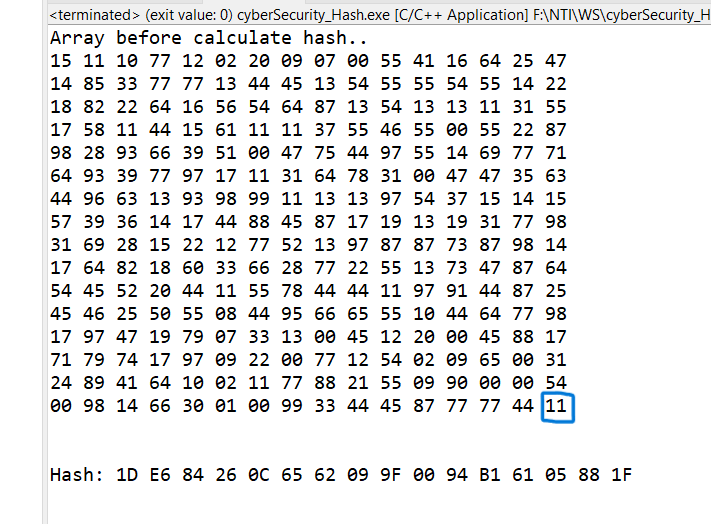 <terminated> (exit value: 0) cyberSecurity_Hash.exe [C/C++ Application] F:\NTI\WS\cyberSecurity_H
Array before calculate hash..
15 11 10 77 12 02 20 09 07 00 55 41 16 64 25 47
14 85 33 77 77 13 44 45 13 54 55 55 54 55 14 22
18 82 22 64 16 56 54 64 87 13 54 13 13 11 31 55
17 58 11 44 15 61 11 11 37 55 46 55 00 55 22 87
98 28 93 66 39 51 00 47 75 44 97 55 14 69 77 71
64 93 39 77 97 17 11 31 64 78 31 00 47 47 35 63
44 96 63 13 93 98 99 11 13 13 97 54 37 15 14 15
57 39 36 14 17 44 88 45 87 17 19 13 19 31 77 98
31 69 28 15 22 12 77 52 13 97 87 87 73 87 98 14
17 64 82 18 60 33 66 28 77 22 55 13 73 47 87 64
54 45 52 20 44 11 55 78 44 44 11 97 91 44 87 25
45 46 25 50 55 08 44 95 66 65 55 10 44 64 77 98
17 97 47 19 79 07 33 13 00 45 12 20 00 45 88 17
71 79 74 17 97 09 22 00 77 12 54 02 09 65 00 31
24 89 41 64 10 02 11 77 88 21 55 09 90 00 00 54
00 98 14 66 30 01 00 99 33 44 45 87 77 77 44 11
Hash: 1D E6 84 26 0C 65 62 09 9F 00 94 B1 61 05 88 1F